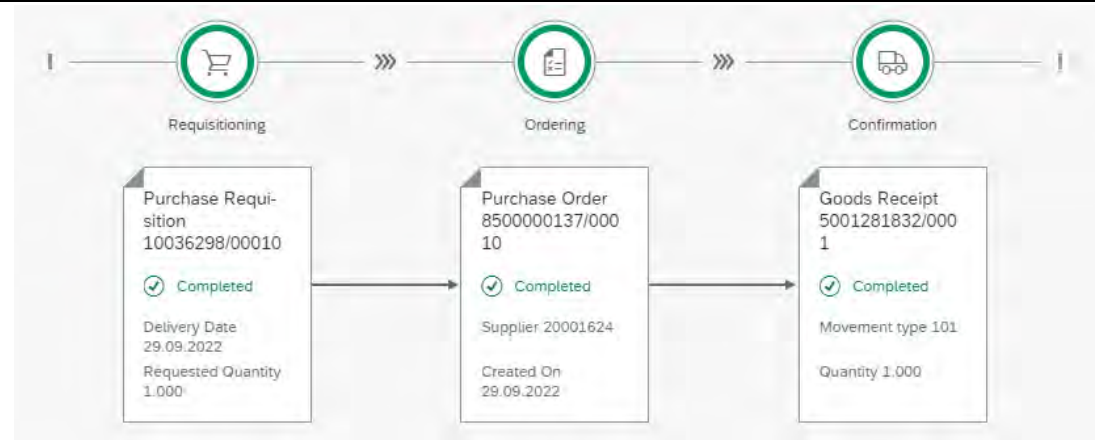 Requisitioning
Ordering
Confirmation
Purchase Requi-
sition
10036298/00010
Completed
Delivery Date
29.09.2022
Requested Quantity
1.000
Purchase Order
8500000137/000
10
Completed
Supplier 20001624
Created On
29.09.2022
Goods Receipt
5001281832/000
1
Completed
Movement type 101
Quantity 1.000